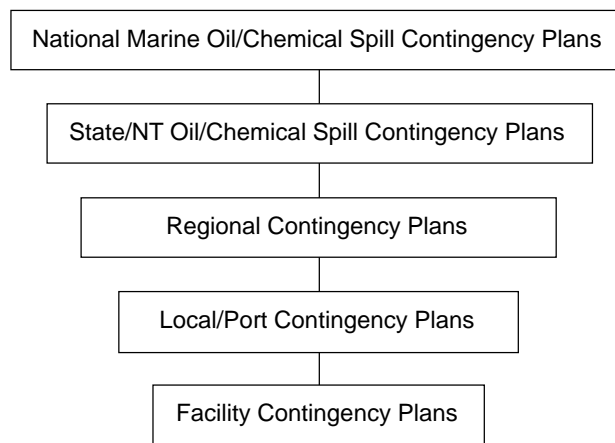 National Marine Oil/Chemical Spill Contingency Plans
State/NT Oil/Chemical Spill Contingency Plans
Regional Contingency Plans
Local/Port Contingency Plans
Facility Contingency Plans